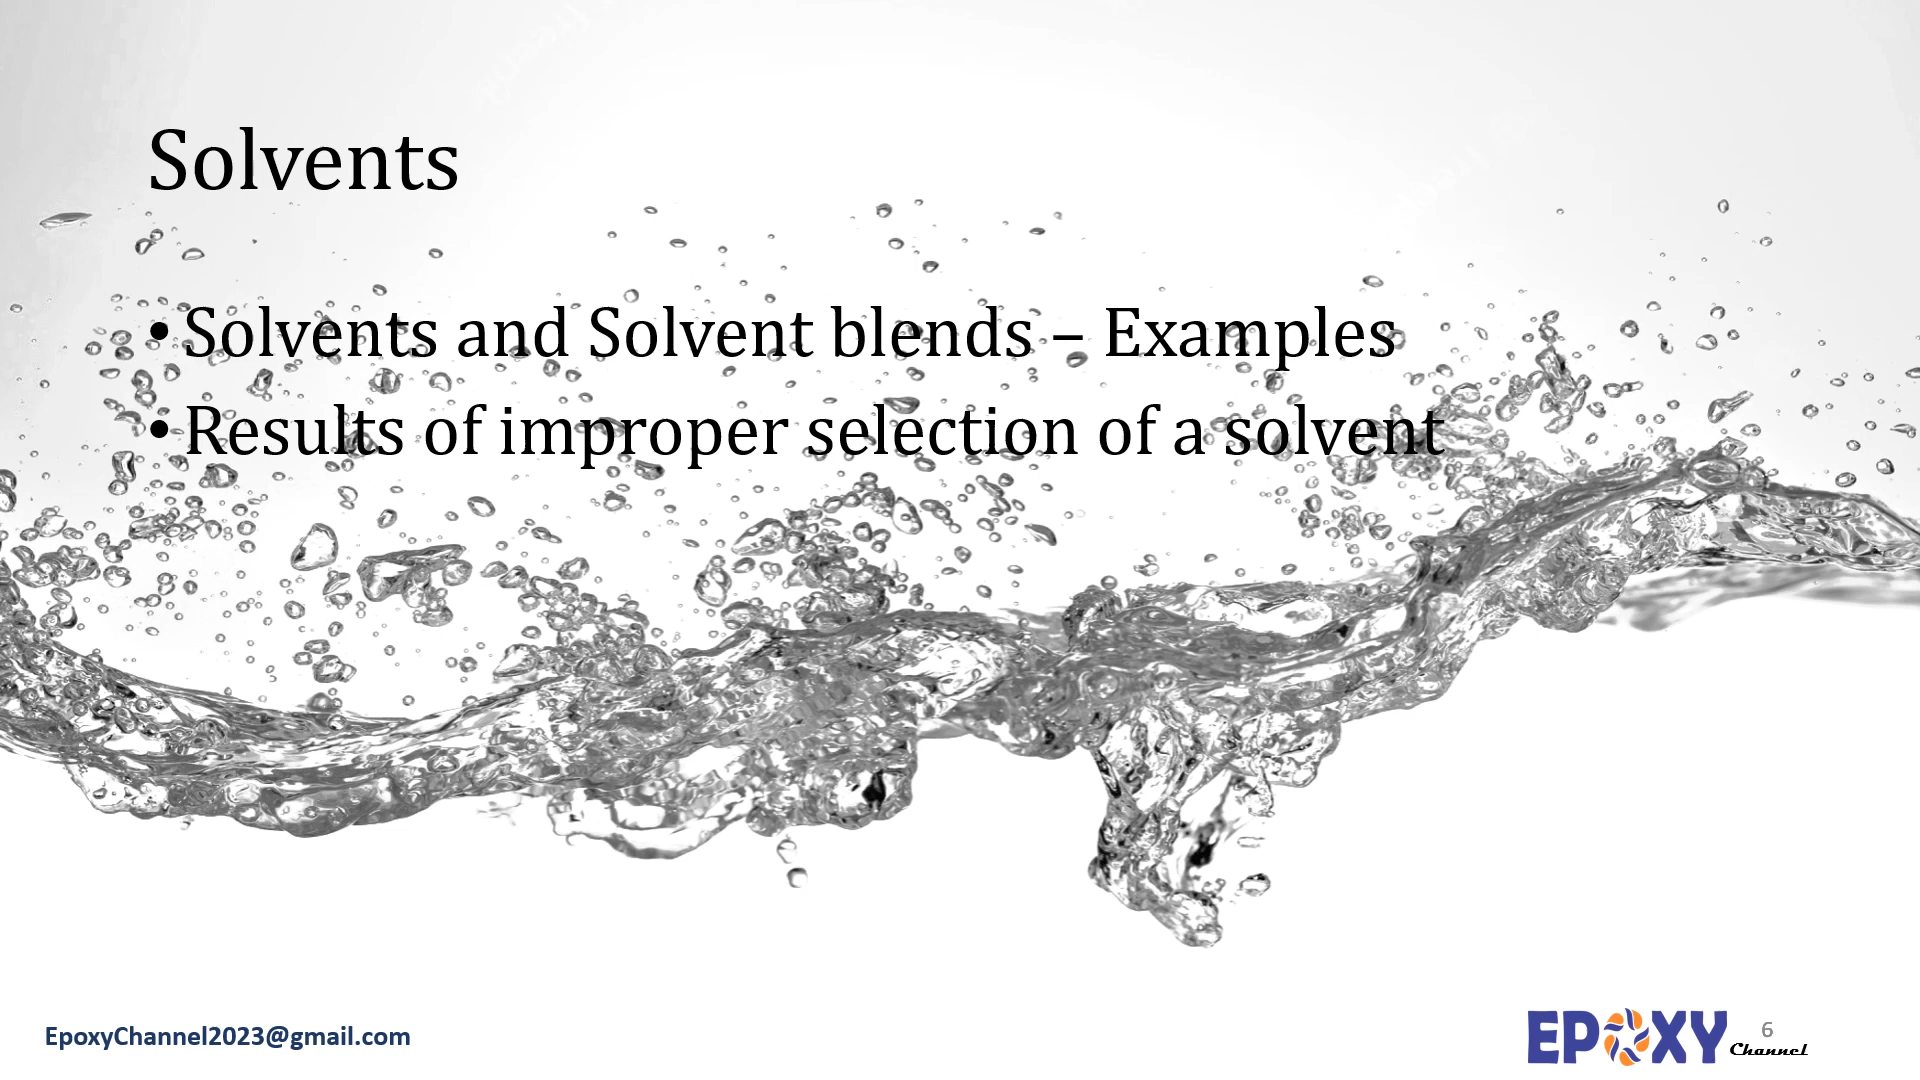 Solvents
• Solvents and Solvent blends – Examples
• Results of improper selection of a solvent
EpoxyChannel2023@gmail.com
EPOXY
Channel
6